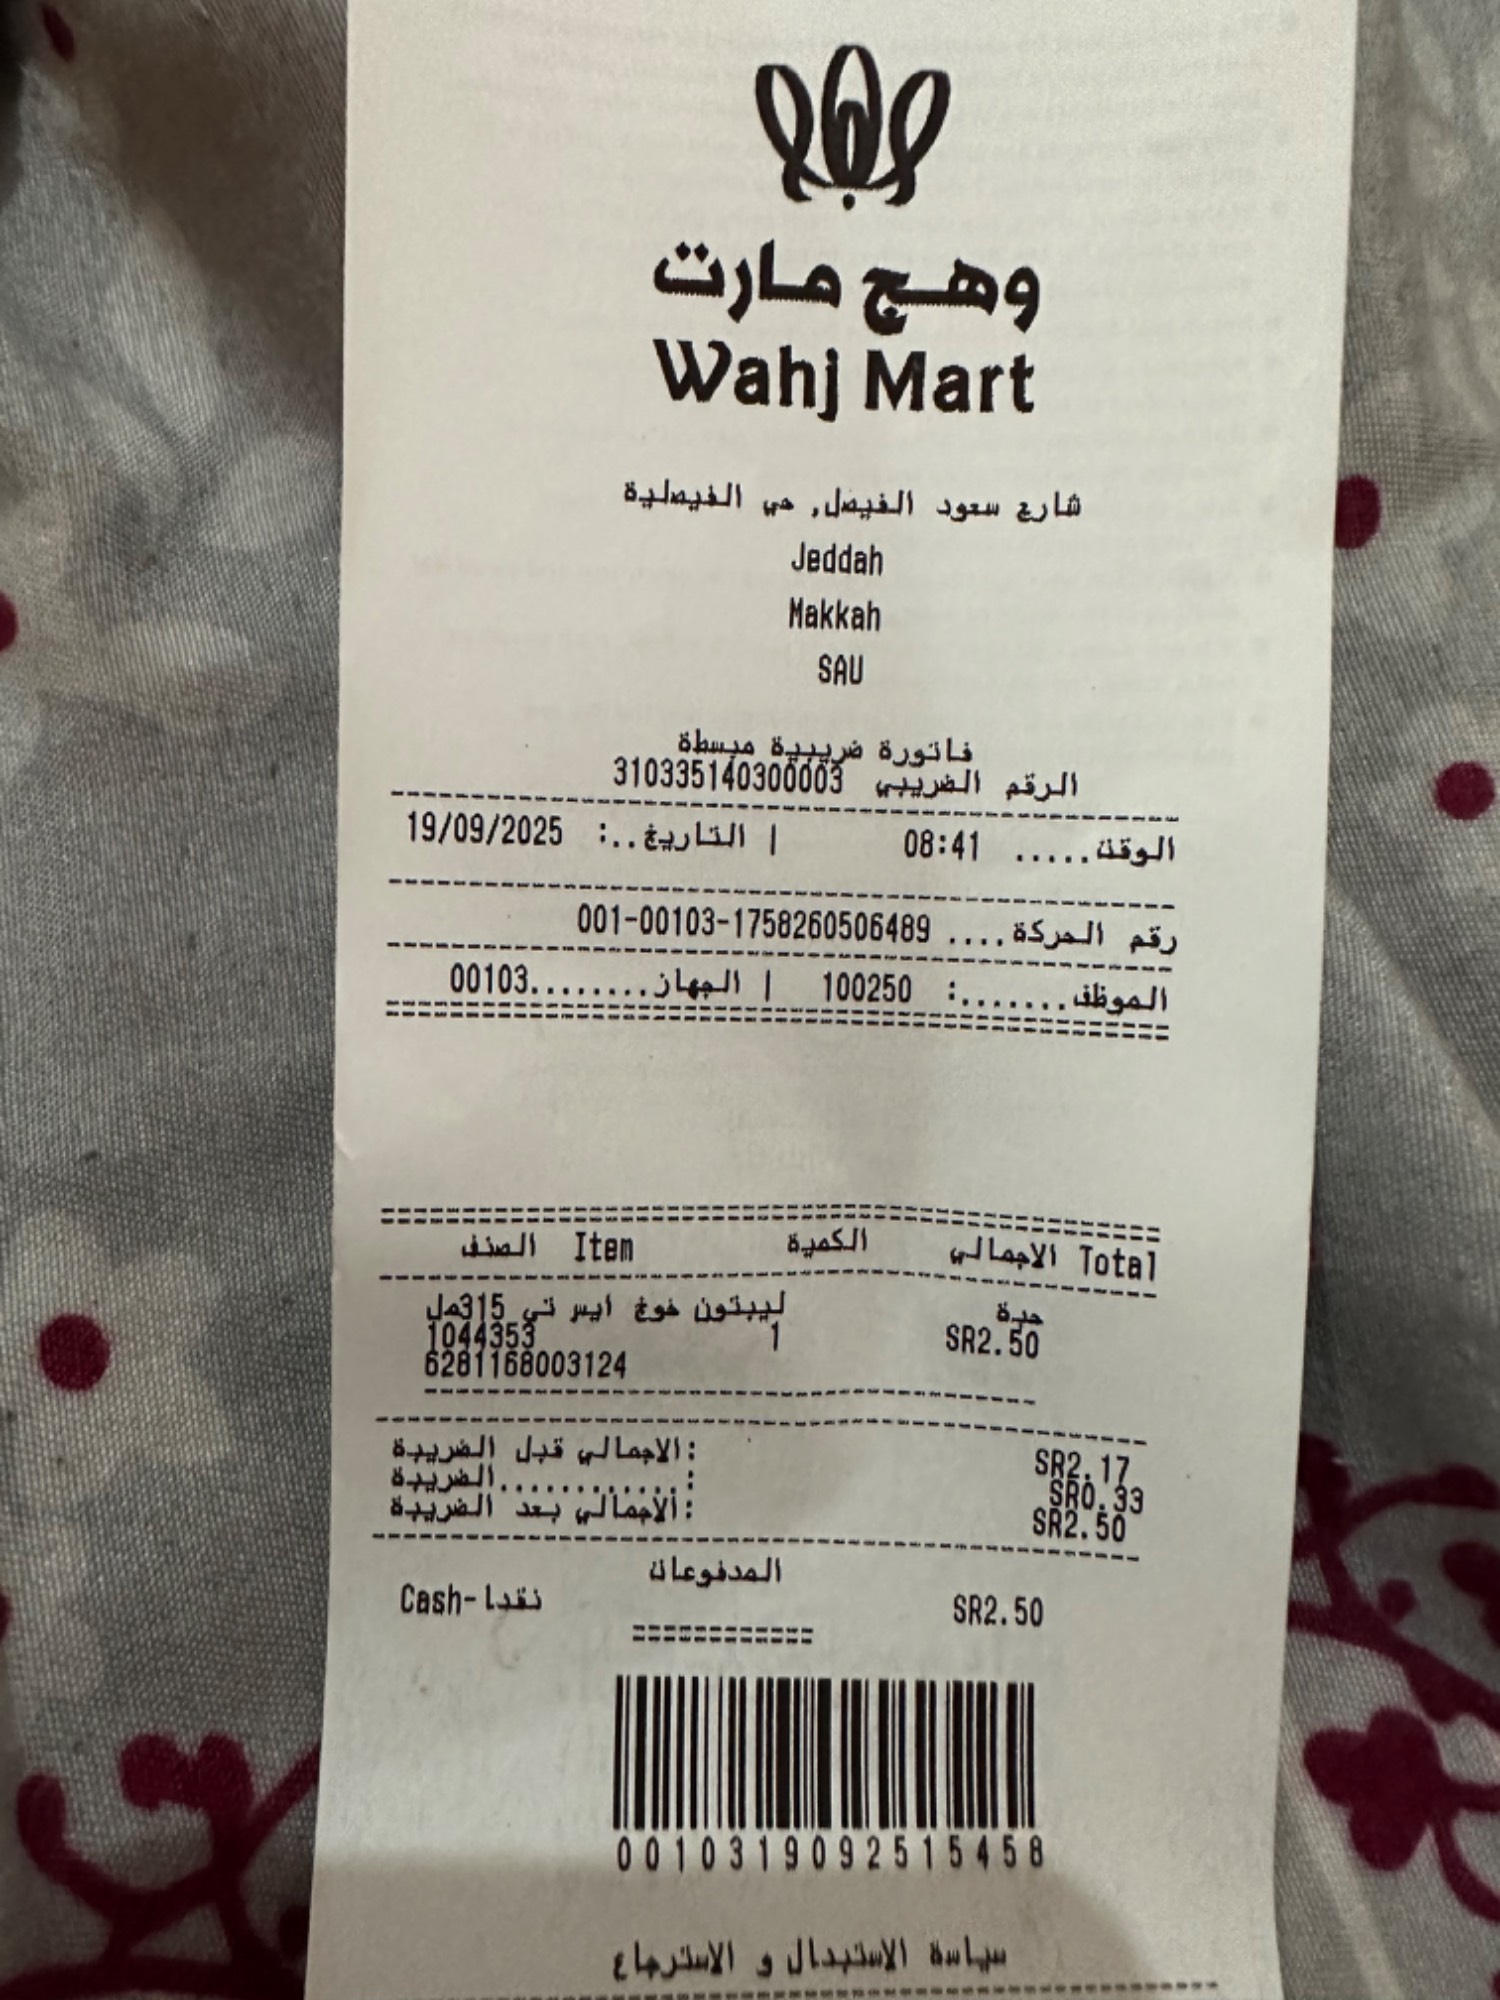 وهج مارت
Wahj Mart
شارع سعود الفيصل, حي الفيصلية
Jeddah
Makkah
SAU
فاتورة ضريبية مبسطة
الرقم الضريبي 310335140300003
الوقت..... 08:41 | التاريخ..: 19/09/2025
رقم الحركة.... 001-00103-1758260506489
الموظف.......: 100250 | الجهاز........00103
الصنف Item الكمية الاجمالي Total
ليبتون خوخ ايس تي 315مل حبة
1044353 1 SR2.50
6281168003124
الاجمالي قبل الضريبة: SR2.17
الضريبة............: SR0.33
الاجمالي بعد الضريبة: SR2.50
المدفوعات
Cash-نقدا SR2.50
001031909251545​8
سياسة الاستبدال و الاسترجاع